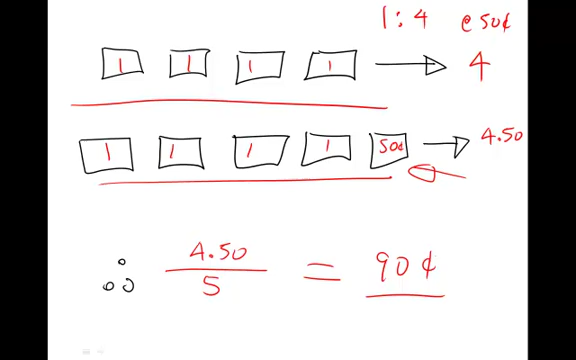 1:4 @ 50¢
1 1 1 1 → 4
1 1 1 1 50¢ → 4.50
∴ 4.50 / 5 = 90 ¢